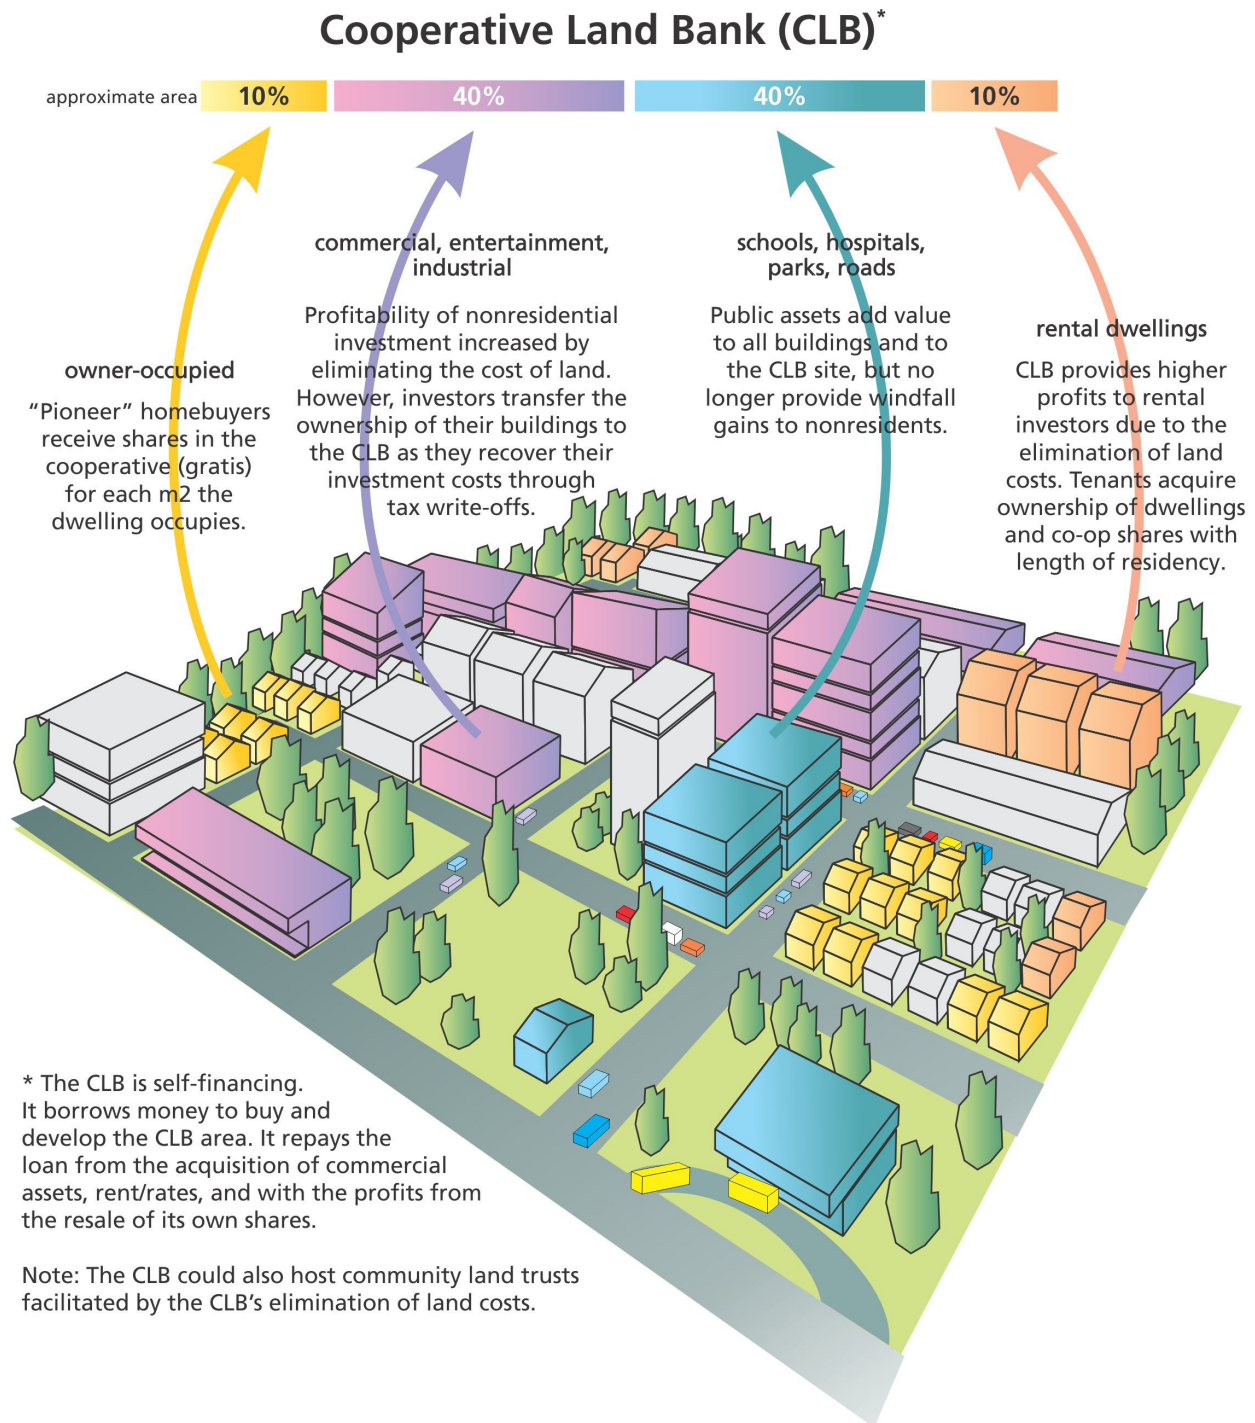 Cooperative Land Bank (CLB)*
approximate area
10%
40%
40%
10%
owner-occupied
“Pioneer” homebuyers
receive shares in the
cooperative (gratis)
for each m2 the
dwelling occupies.
commercial, entertainment,
industrial
Profitability of nonresidential
investment increased by
eliminating the cost of land.
However, investors transfer the
ownership of their buildings to
the CLB as they recover their
investment costs through
tax write-offs.
schools, hospitals,
parks, roads
Public assets add value
to all buildings and to
the CLB site, but no
longer provide windfall
gains to nonresidents.
rental dwellings
CLB provides higher
profits to rental
investors due to the
elimination of land
costs. Tenants acquire
ownership of dwellings
and co-op shares with
length of residency.
* The CLB is self-financing.
It borrows money to buy and
develop the CLB area. It repays the
loan from the acquisition of commercial
assets, rent/rates, and with the profits from
the resale of its own shares.
Note: The CLB could also host community land trusts
facilitated by the CLB’s elimination of land costs.